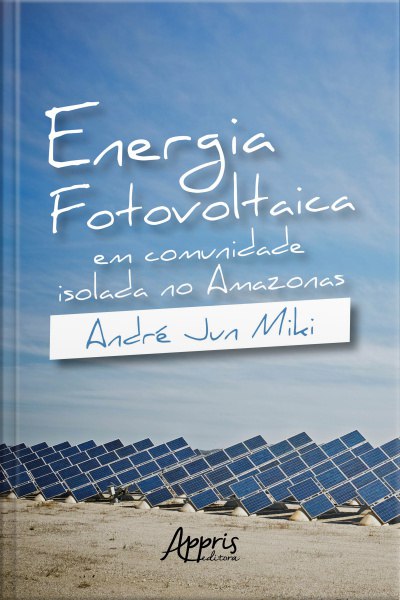 Energia
Fotovoltaica
em comunidade
isolada no Amazonas
André Jun Miki
Appris
editora